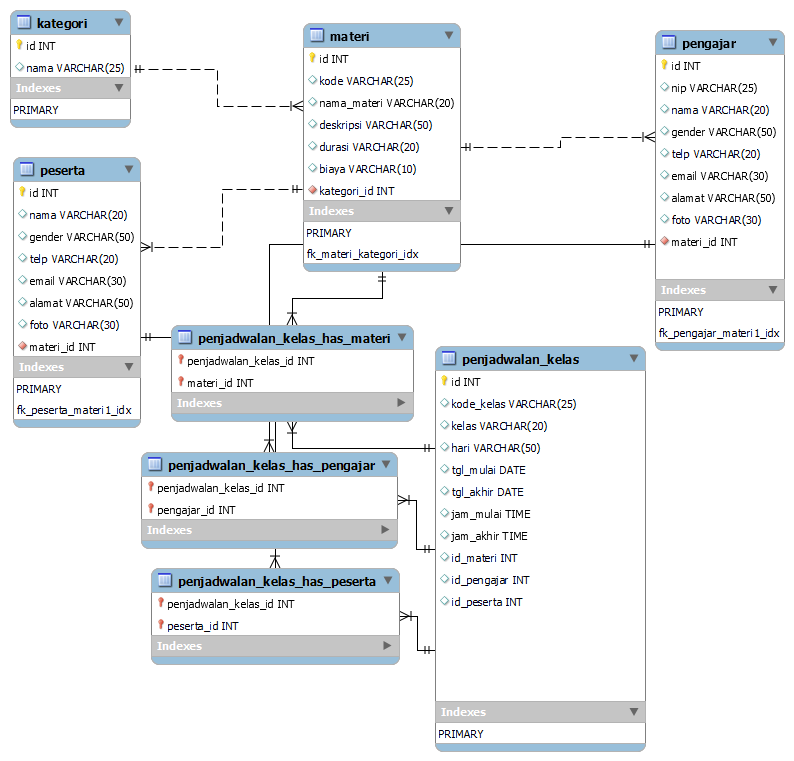 kategori
id INT
nama VARCHAR(25)
Indexes
PRIMARY
materi
id INT
kode VARCHAR(25)
nama_materi VARCHAR(20)
deskripsi VARCHAR(50)
durasi VARCHAR(20)
biaya VARCHAR(10)
kategori_id INT
Indexes
PRIMARY
fk_materi_kategori_idx
pengajar
id INT
nip VARCHAR(25)
nama VARCHAR(20)
gender VARCHAR(50)
telp VARCHAR(20)
email VARCHAR(30)
alamat VARCHAR(50)
foto VARCHAR(30)
materi_id INT
Indexes
PRIMARY
fk_pengajar_materi1_idx
peserta
id INT
nama VARCHAR(20)
gender VARCHAR(50)
telp VARCHAR(20)
email VARCHAR(30)
alamat VARCHAR(50)
foto VARCHAR(30)
materi_id INT
Indexes
PRIMARY
fk_peserta_materi1_idx
penjadwalan_kelas_has_materi
penjadwalan_kelas_id INT
materi_id INT
Indexes
penjadwalan_kelas
id INT
kode_kelas VARCHAR(25)
kelas VARCHAR(20)
hari VARCHAR(50)
tgl_mulai DATE
tgl_akhir DATE
jam_mulai TIME
jam_akhir TIME
id_materi INT
id_pengajar INT
id_peserta INT
Indexes
PRIMARY
penjadwalan_kelas_has_pengajar
penjadwalan_kelas_id INT
pengajar_id INT
Indexes
penjadwalan_kelas_has_peserta
penjadwalan_kelas_id INT
peserta_id INT
Indexes